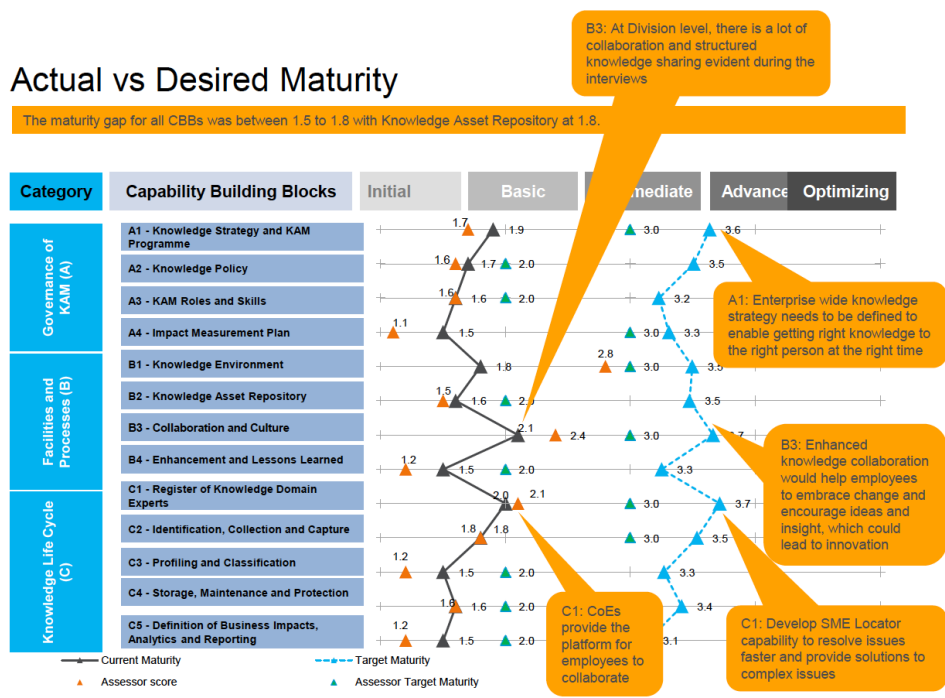 B3: At Division level, there is a lot of
collaboration and structured
knowledge sharing evident during the
interviews
Actual vs Desired Maturity
The maturity gap for all CBBs was between 1.5 to 1.8 with Knowledge Asset Repository at 1.8.
Category Capability Building Blocks Initial Basic mediate Advance Optimizing
Governance of
KAM (A)
A1 - Knowledge Strategy and KAM
Programme
1.7 1.9 3.0 3.6
A2 - Knowledge Policy
1.6 1.7 2.0 3.5
A3 - KAM Roles and Skills
1.6 1.6 2.0 3.2
A4 - Impact Measurement Plan
1.1 1.5 3.0 3.3
A1: Enterprise wide knowledge
strategy needs to be defined to
enable getting right knowledge to
the right person at the right time
Facilities and
Processes (B)
B1 - Knowledge Environment
1.8 2.8 3.0 3.5
B2 - Knowledge Asset Repository
1.5 1.6 2.0 3.5
B3 - Collaboration and Culture
2.1 2.4 3.0 3.7
B4 - Enhancement and Lessons Learned
1.2 1.5 2.0 3.3
B3: Enhanced
knowledge collaboration
would help employees
to embrace change and
encourage ideas and
insight, which could
lead to innovation
Knowledge Life Cycle
(C)
C1 - Register of Knowledge Domain
Experts
2.0 2.1 3.0 3.7
C2 - Identification, Collection and Capture
1.8 1.8 3.0 3.5
C3 - Profiling and Classification
1.2 1.5 2.0 3.3
C4 - Storage, Maintenance and Protection
1.6 1.6 2.0 3.4
C5 - Definition of Business Impacts,
Analytics and Reporting
1.2 1.5 2.0 3.1
C1: CoEs
provide the
platform for
employees to
collaborate
C1: Develop SME Locator
capability to resolve issues
faster and provide solutions to
complex issues
Current Maturity Target Maturity
Assessor score Assessor Target Maturity